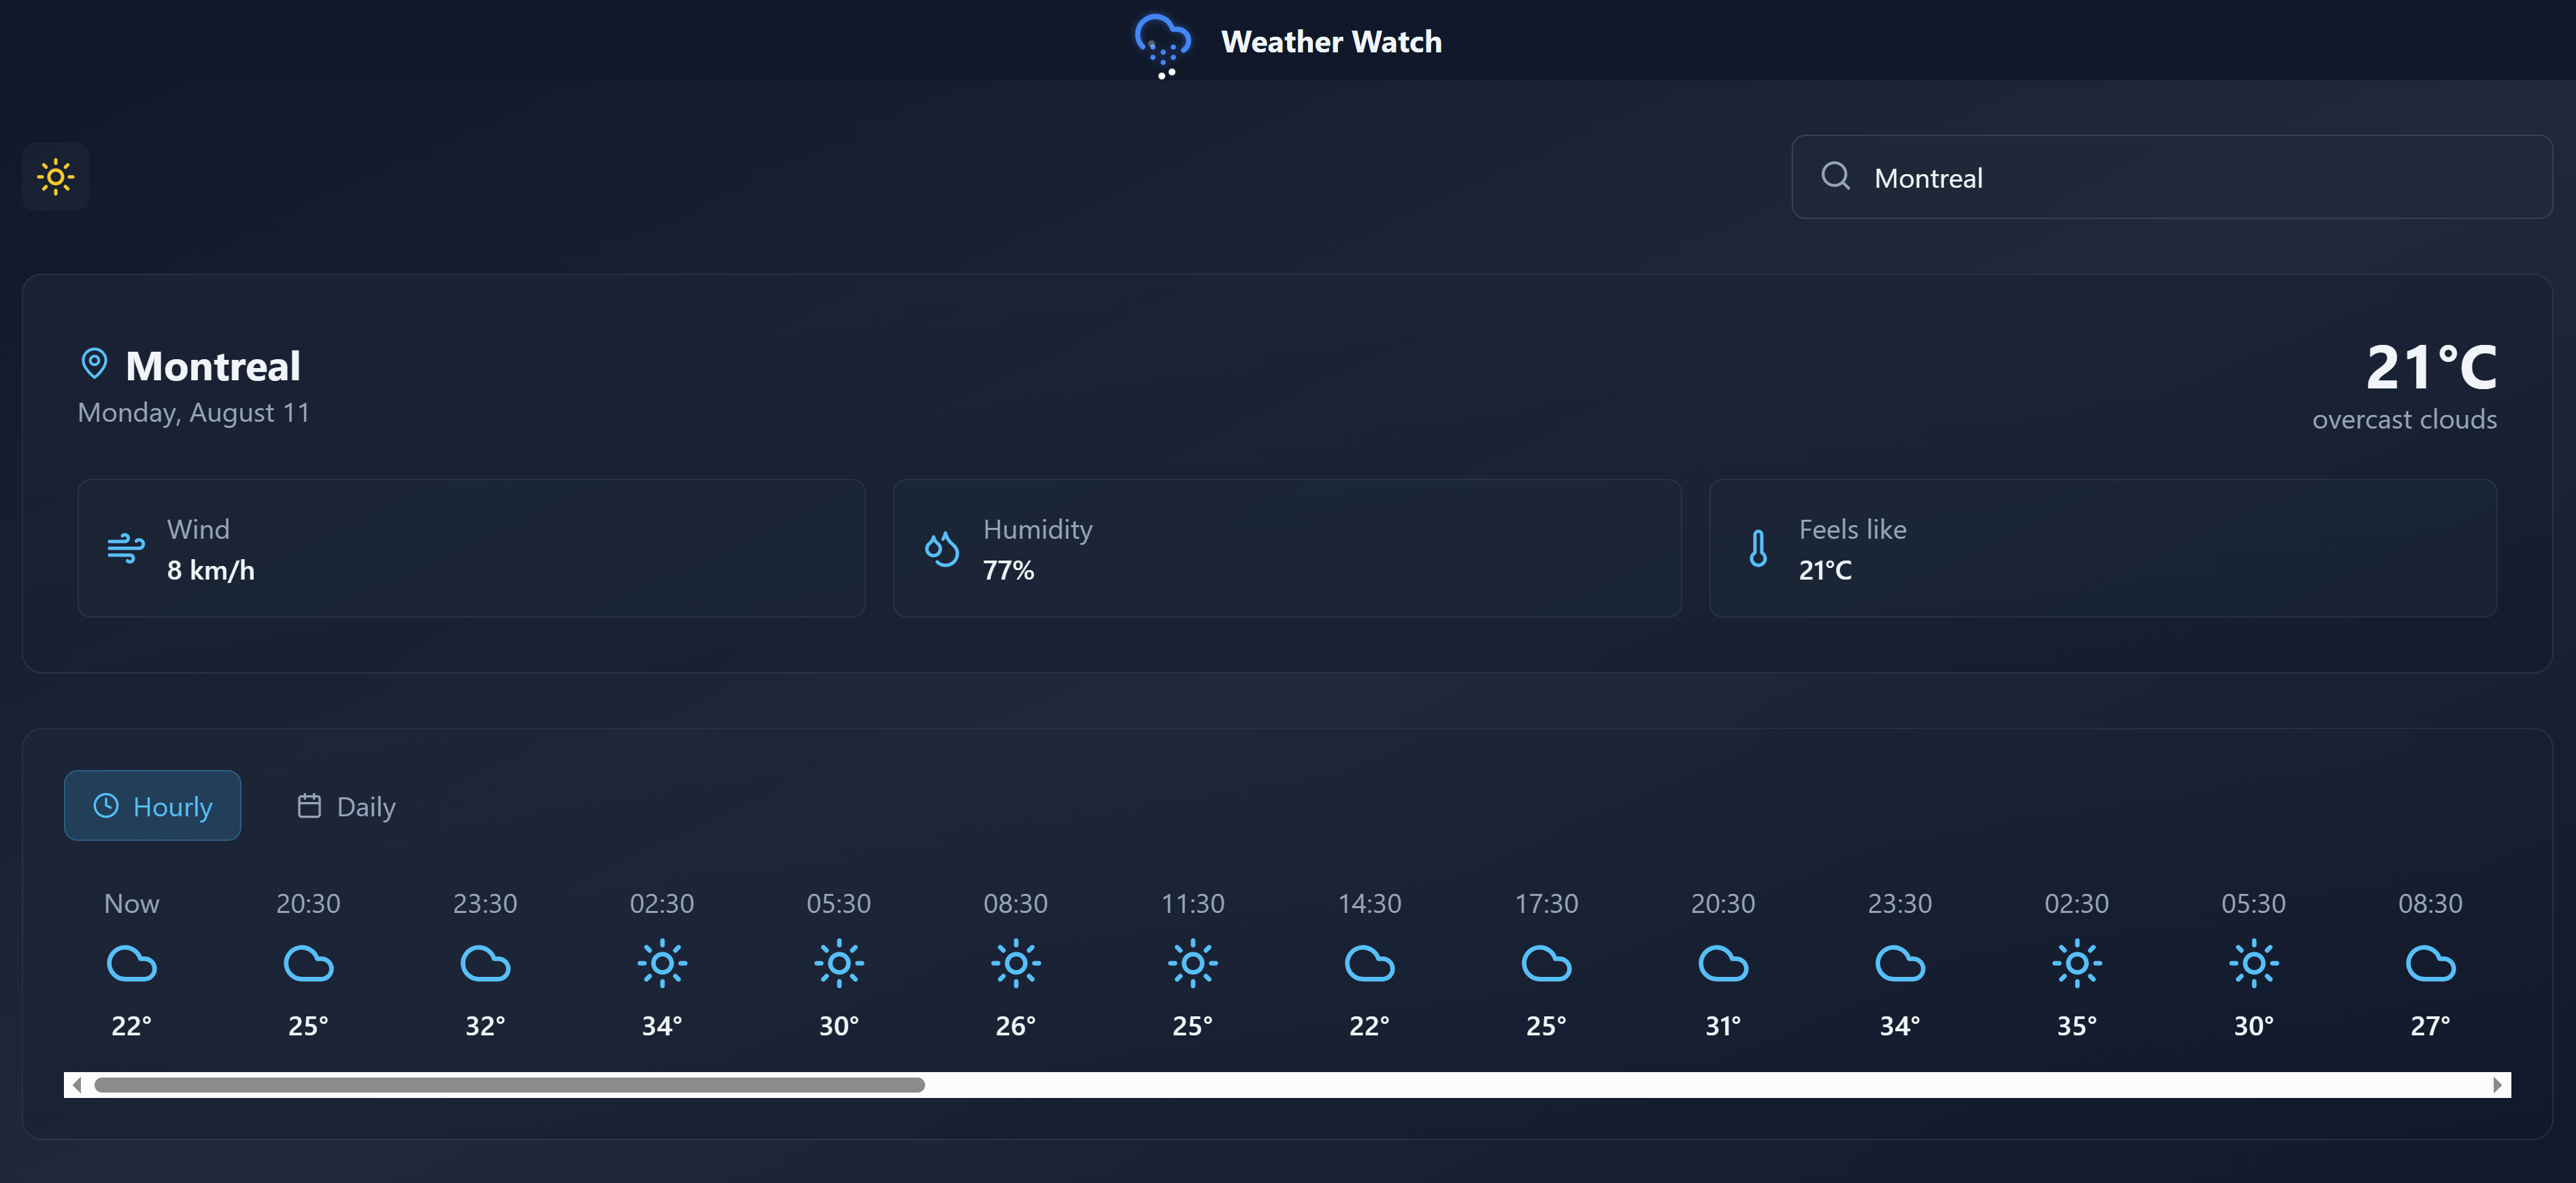 Weather Watch
Montreal
Montreal
Monday, August 11
21°C
overcast clouds
Wind
8 km/h
Humidity
77%
Feels like
21°C
Hourly
Daily
Now 20:30 23:30 02:30 05:30 08:30 11:30 14:30 17:30 20:30 23:30 02:30 05:30 08:30
22° 25° 32° 34° 30° 26° 25° 22° 25° 31° 34° 35° 30° 27°